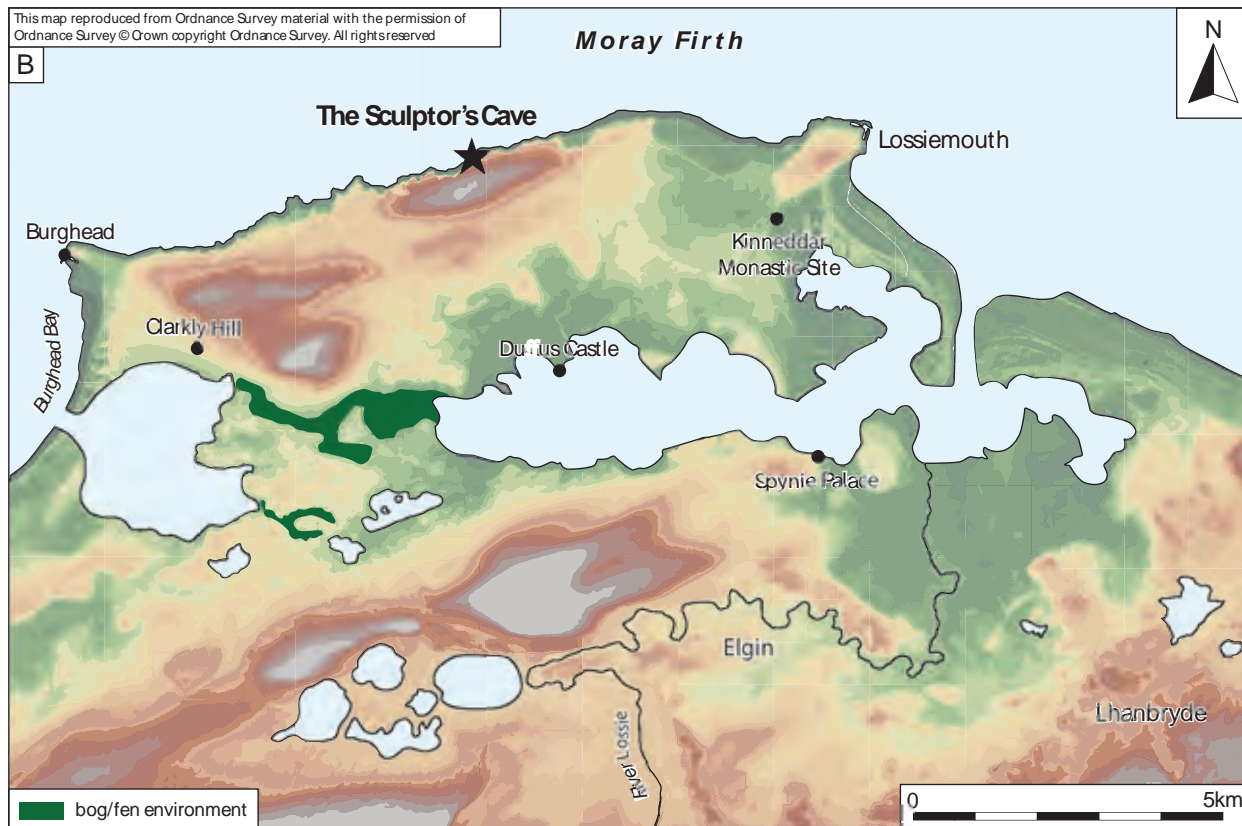 This map reproduced from Ordnance Survey material with the permission of
Ordnance Survey © Crown copyright Ordnance Survey. All rights reserved
B
Moray Firth
N
The Sculptor's Cave
Lossiemouth
Burghead
Kinneddar
Monastic Site
Burghead Bay
Clarkly Hill
Duffus Castle
Spynie Palace
Elgin
River Lossie
Lhanbryde
bog/fen environment
0 5km